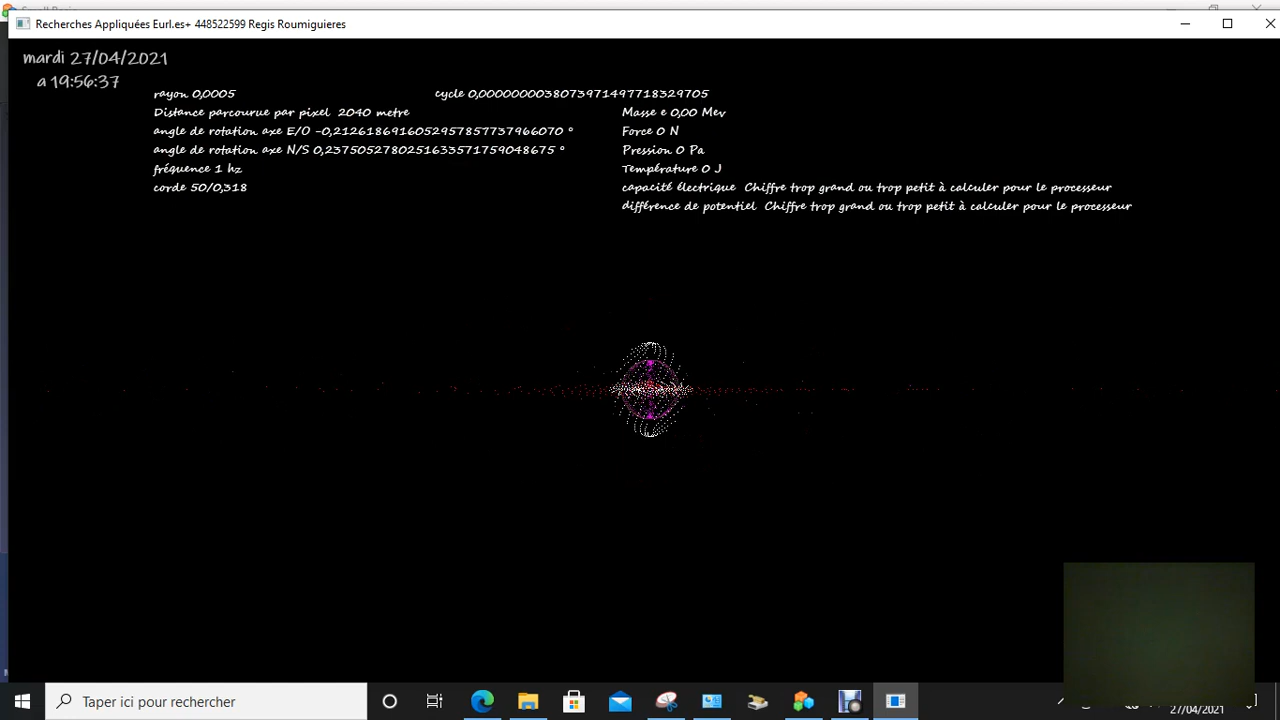 Recherches Appliquées Eurl.es+ 448522599 Regis Roumiguieres
mardi 27/04/2021
a 19:56:37
rayon 0,0005
cycle 0,00000000380739714977183297​05
Distance parcourue par pixel 2040 metre
Masse e 0,00 Mev
angle de rotation axe E/O -0,2126186916052957857737966070 °
Force 0 N
angle de rotation axe N/S 0,2375052780251633571759048675 °
Pression 0 Pa
fréquence 1 hz
Température 0 J
corde 50/0,318
capacité électrique Chiffre trop grand ou trop petit à calculer pour le processeur
différence de potentiel Chiffre trop grand ou trop petit à calculer pour le processeur
Taper ici pour rechercher
27/04/2021